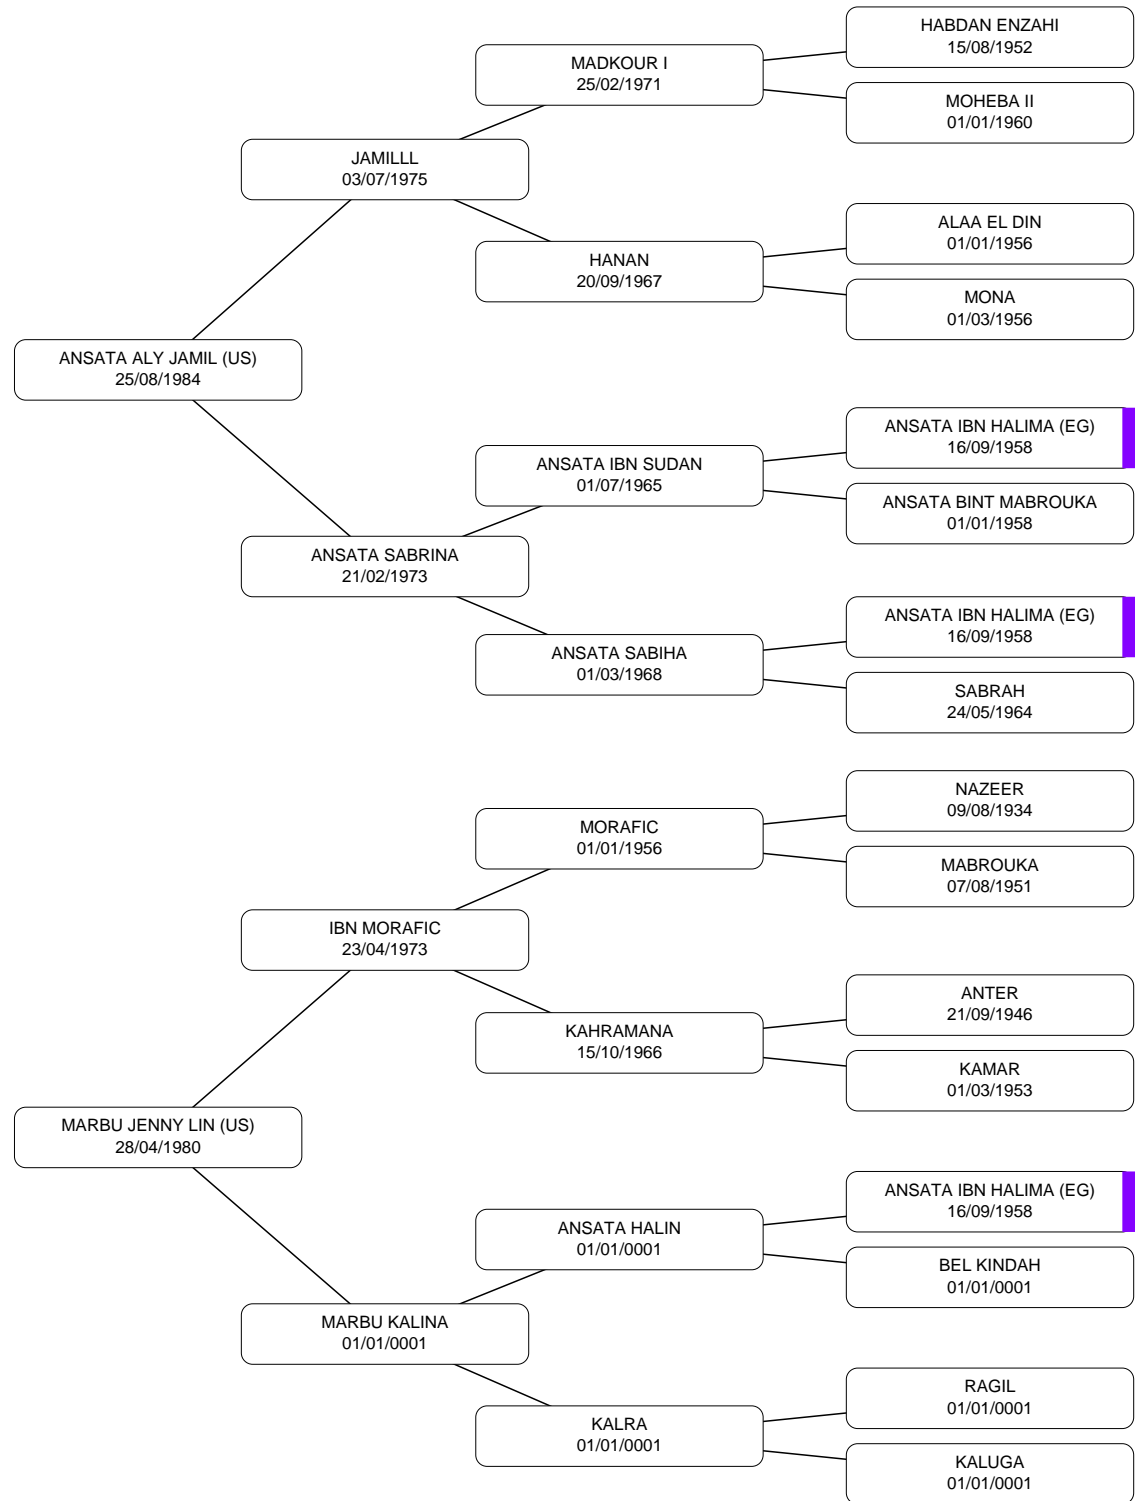 HABDAN ENZAHI
15/08/1952
MADKOUR I
25/02/1971
MOHEBA II
01/01/1960
JAMILLL
03/07/1975
ALAA EL DIN
01/01/1956
HANAN
20/09/1967
MONA
01/03/1956
ANSATA ALY JAMIL (US)
25/08/1984
ANSATA IBN HALIMA (EG)
16/09/1958
ANSATA IBN SUDAN
01/07/1965
ANSATA BINT MABROUKA
01/01/1958
ANSATA SABRINA
21/02/1973
ANSATA IBN HALIMA (EG)
16/09/1958
ANSATA SABIHA
01/03/1968
SABRAH
24/05/1964
NAZEER
09/08/1934
MORAFIC
01/01/1956
MABROUKA
07/08/1951
IBN MORAFIC
23/04/1973
ANTER
21/09/1946
KAHRAMANA
15/10/1966
KAMAR
01/03/1953
MARBU JENNY LIN (US)
28/04/1980
ANSATA IBN HALIMA (EG)
16/09/1958
ANSATA HALIN
01/01/0001
BEL KINDAH
01/01/0001
MARBU KALINA
01/01/0001
RAGIL
01/01/0001
KALRA
01/01/0001
KALUGA
01/01/0001